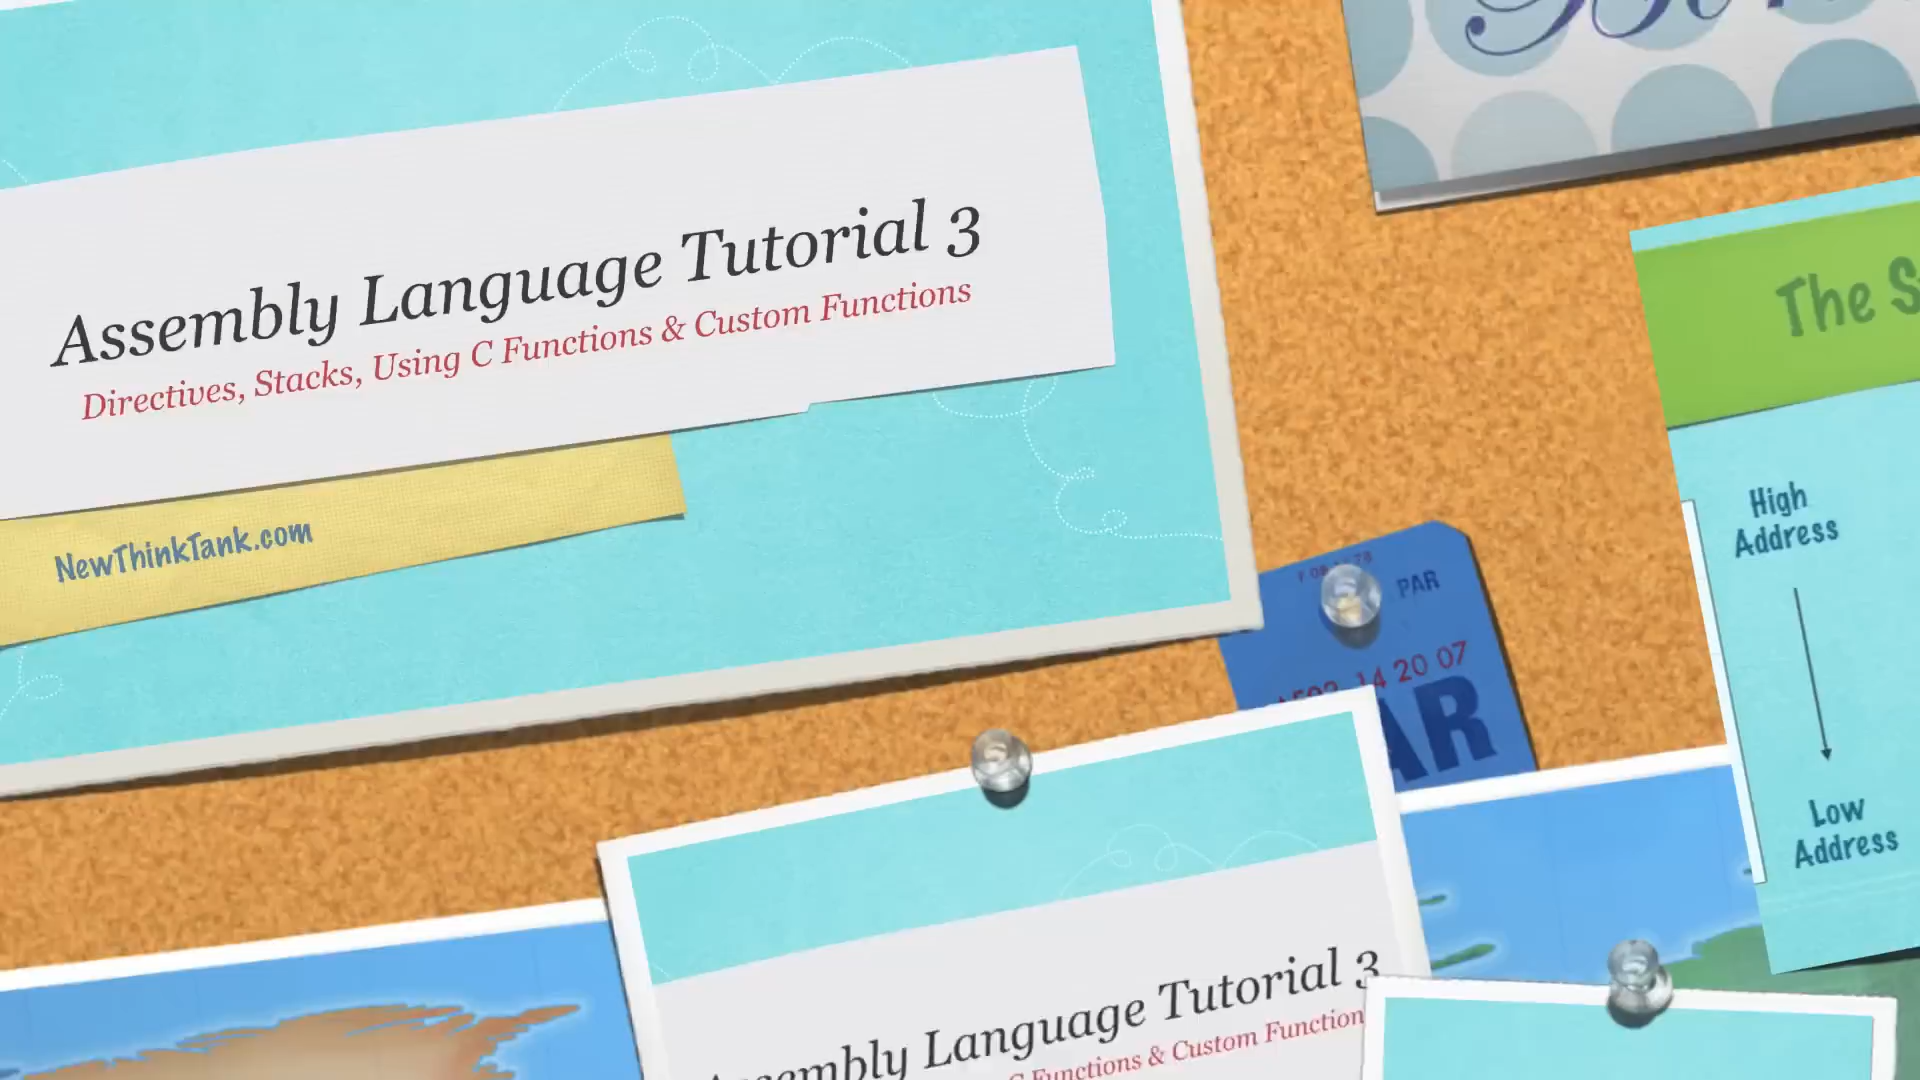 Assembly Language Tutorial 3
Directives, Stacks, Using C Functions & Custom Functions
NewThinkTank.com
The
High
Address
Low
Address
PAR
14 20 07
AR
Language Tutorial 3
C Functions & Custom Function